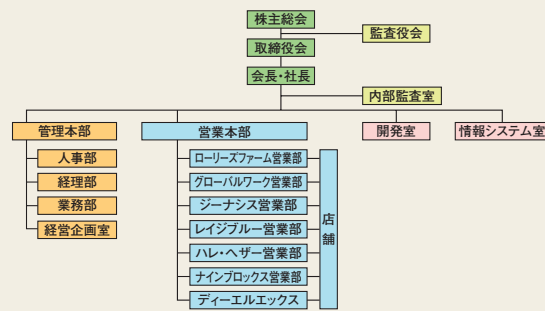 株主総会
監査役会
取締役会
会長・社長
内部監査室
管理本部
営業本部
開発室
情報システム室
人事部
経理部
業務部
経営企画室
ローリーズファーム営業部
グローバルワーク営業部
ジーナシス営業部
レイジブルー営業部
ハレ・ヘザー営業部
ナインブロックス営業部
ディーエルエックス
店舗